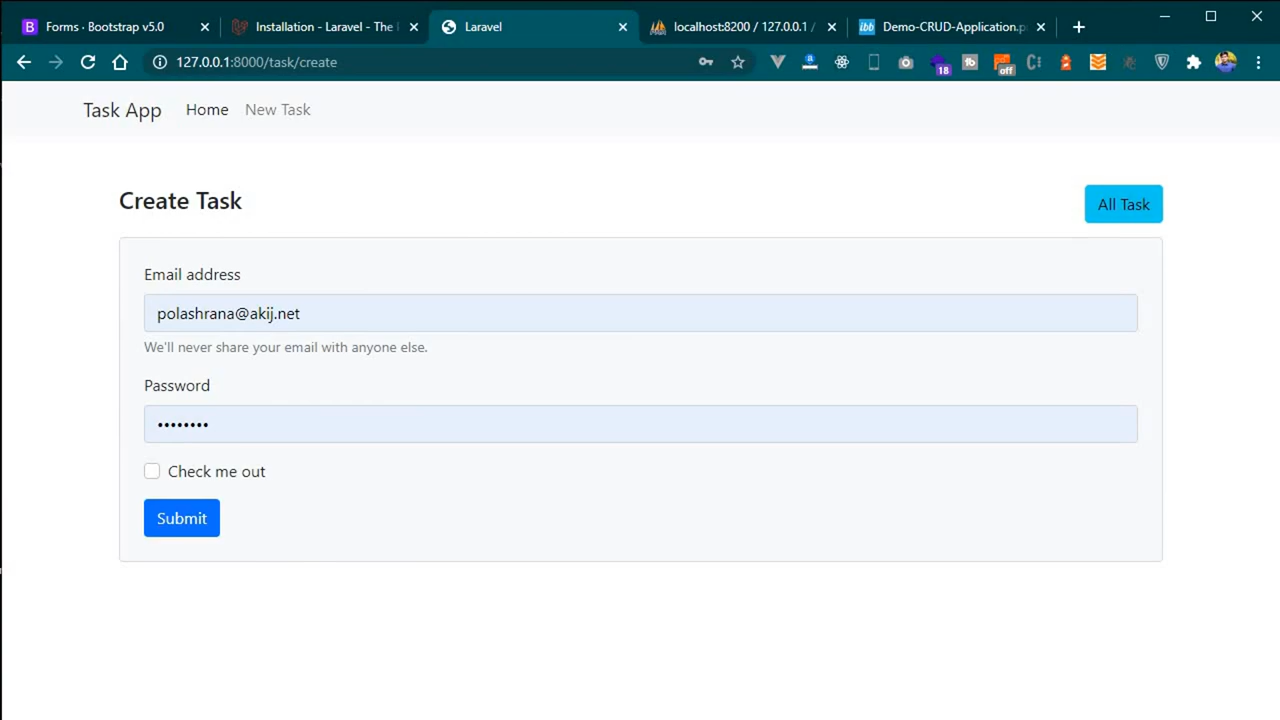 Forms · Bootstrap v5.0
Installation - Laravel - The
Laravel
localhost:8200 / 127.0.0.1 /
Demo-CRUD-Application.p
127.0.0.1:8000/task/create
18
off
Task App Home New Task
Create Task
All Task
Email address
polashrana@akij.net
We'll never share your email with anyone else.
Password
••••••••
Check me out
Submit